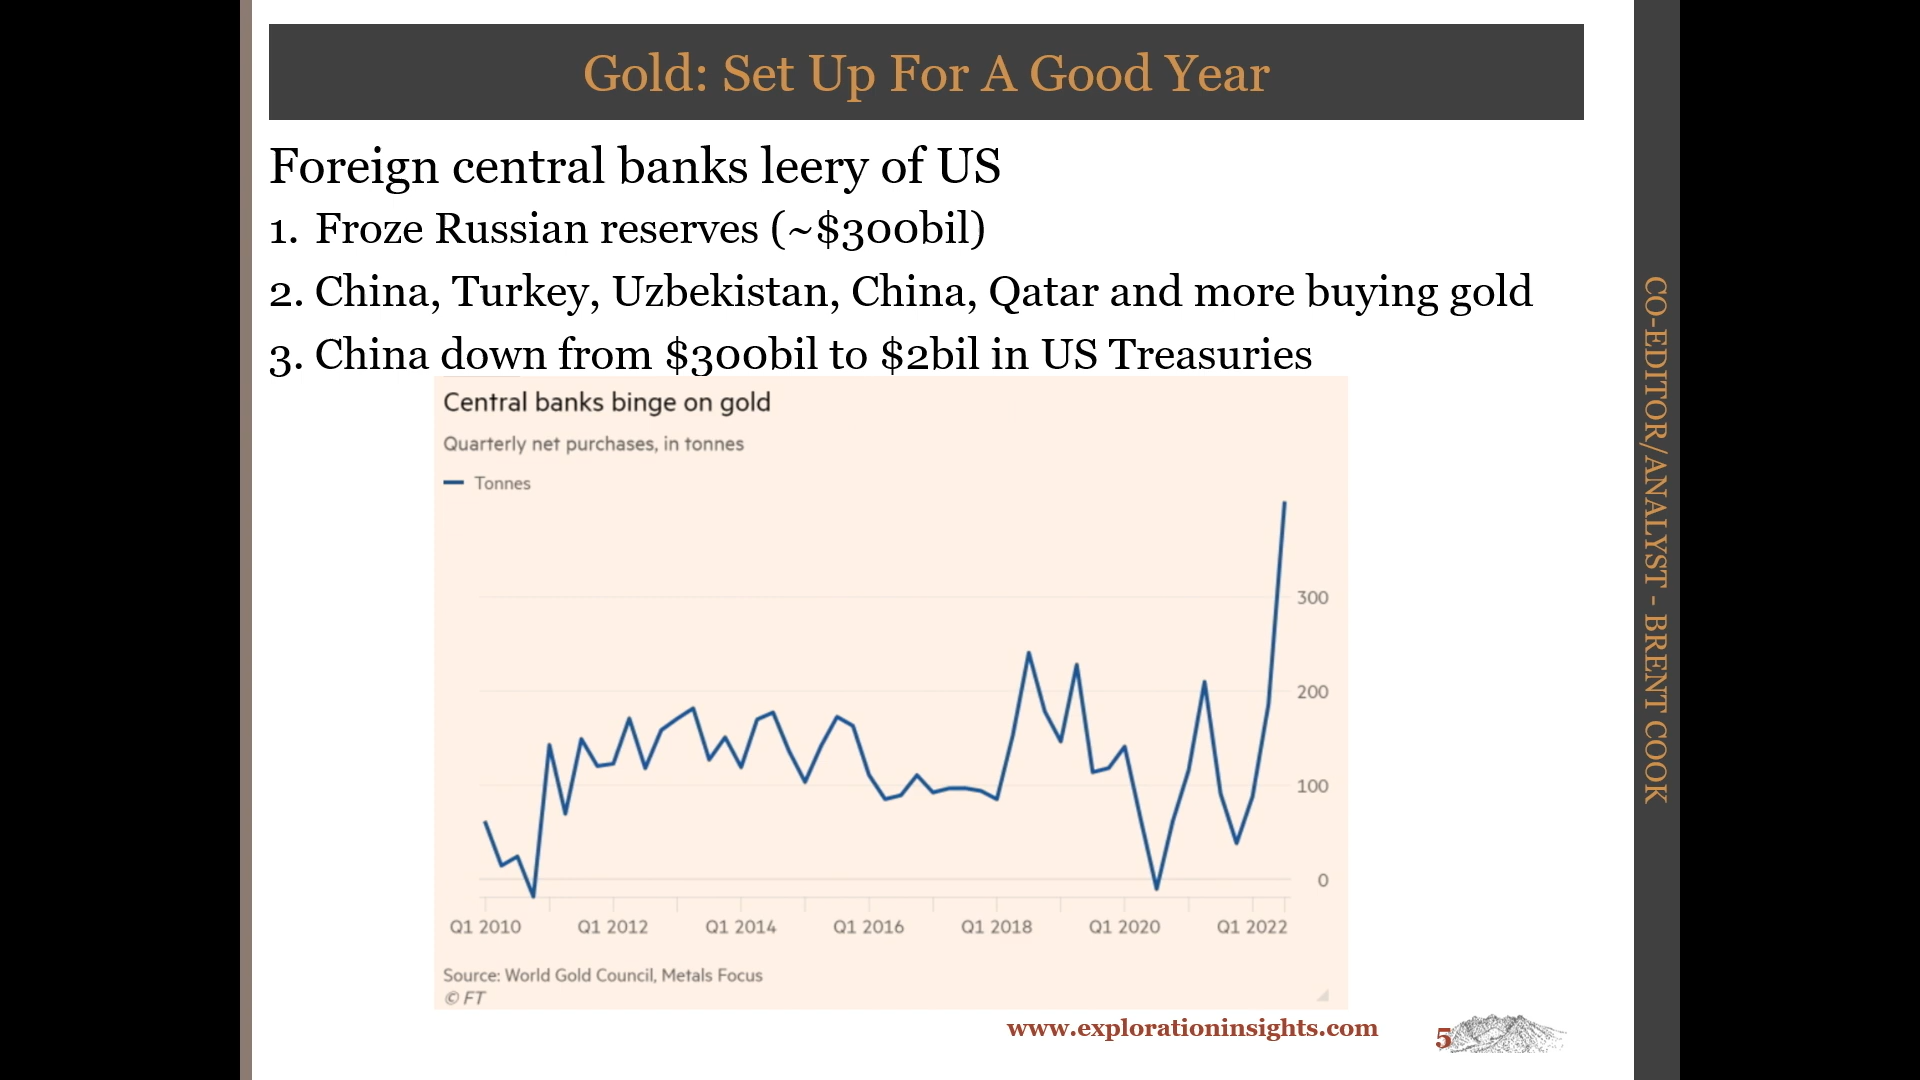 Gold: Set Up For A Good Year
Foreign central banks leery of US
1. Froze Russian reserves (~$300bil)
2. China, Turkey, Uzbekistan, China, Qatar and more buying gold
3. China down from $300bil to $2bil in US Treasuries
Central banks binge on gold
Quarterly net purchases, in tonnes
Tonnes
300
200
100
0
Q1 2010 Q1 2012 Q1 2014 Q1 2016 Q1 2018 Q1 2020 Q1 2022
Source: World Gold Council, Metals Focus
© FT
www.explorationinsights.com
5
CO-EDITOR/ANALYST - BRENT COOK